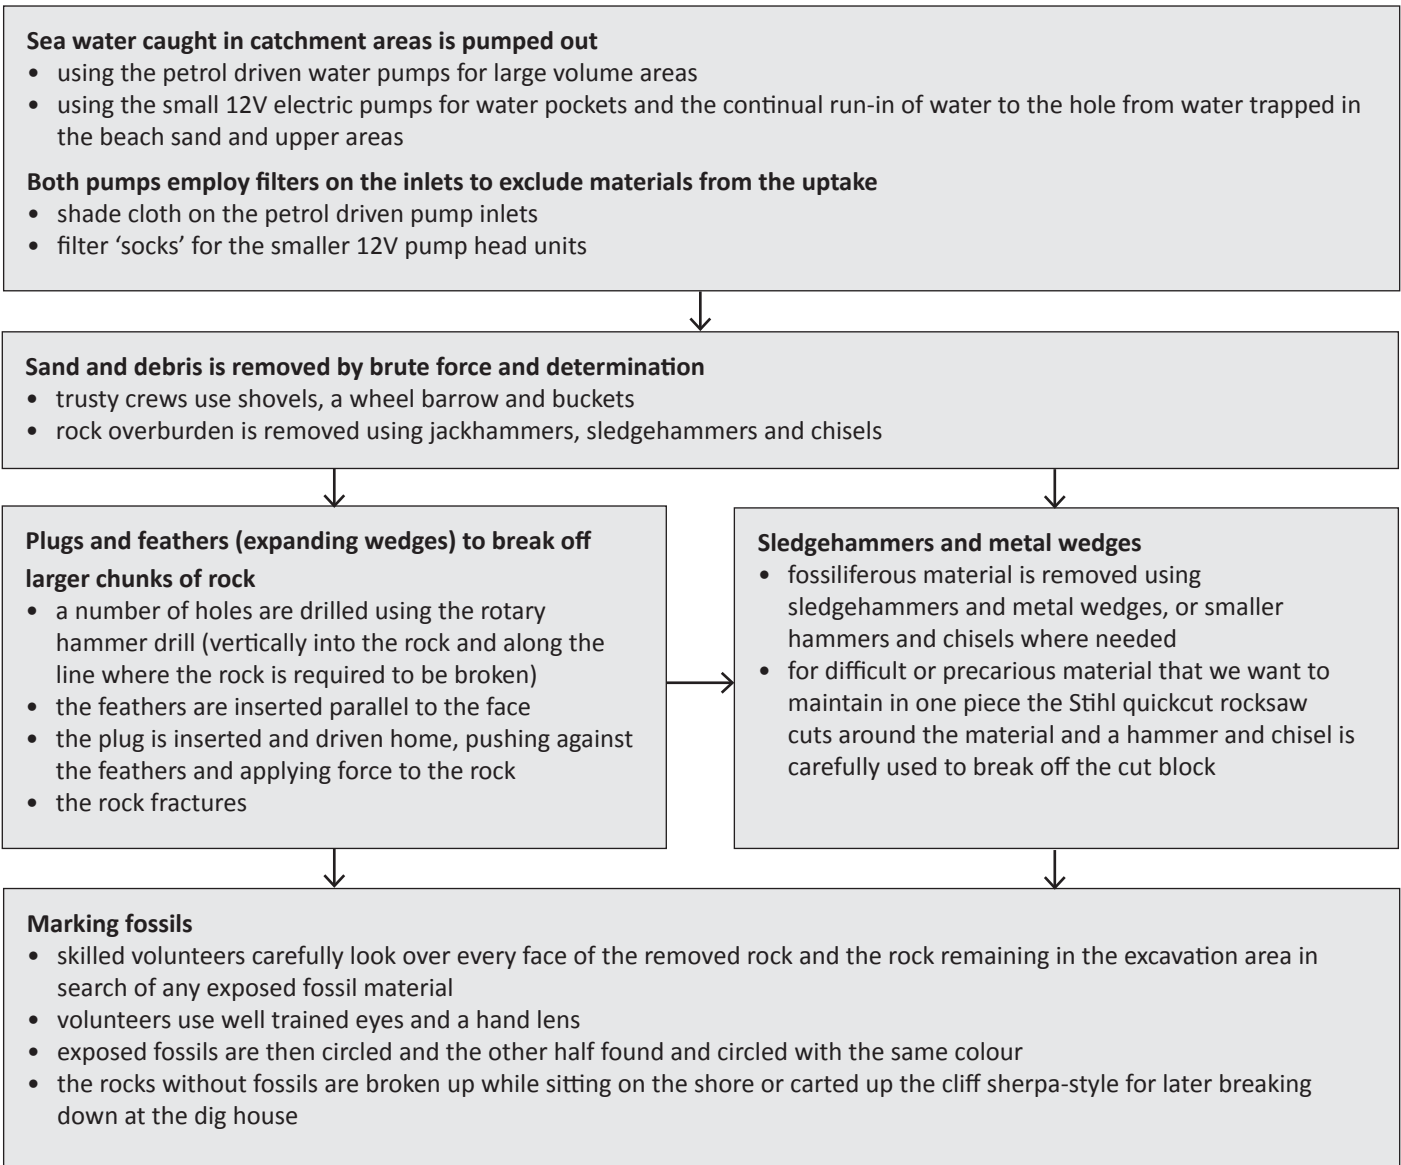 Sea water caught in catchment areas is pumped out
• using the petrol driven water pumps for large volume areas
• using the small 12V electric pumps for water pockets and the continual run-in of water to the hole from water trapped in
the beach sand and upper areas
Both pumps employ filters on the inlets to exclude materials from the uptake
• shade cloth on the petrol driven pump inlets
• filter ‘socks’ for the smaller 12V pump head units
Sand and debris is removed by brute force and determination
• trusty crews use shovels, a wheel barrow and buckets
• rock overburden is removed using jackhammers, sledgehammers and chisels
Plugs and feathers (expanding wedges) to break off
larger chunks of rock
• a number of holes are drilled using the rotary
hammer drill (vertically into the rock and along the
line where the rock is required to be broken)
• the feathers are inserted parallel to the face
• the plug is inserted and driven home, pushing against
the feathers and applying force to the rock
• the rock fractures
Sledgehammers and metal wedges
• fossiliferous material is removed using
sledgehammers and metal wedges, or smaller
hammers and chisels where needed
• for difficult or precarious material that we want to
maintain in one piece the Stihl quickcut rocksaw
cuts around the material and a hammer and chisel is
carefully used to break off the cut block
Marking fossils
• skilled volunteers carefully look over every face of the removed rock and the rock remaining in the excavation area in
search of any exposed fossil material
• volunteers use well trained eyes and a hand lens
• exposed fossils are then circled and the other half found and circled with the same colour
• the rocks without fossils are broken up while sitting on the shore or carted up the cliff sherpa-style for later breaking
down at the dig house